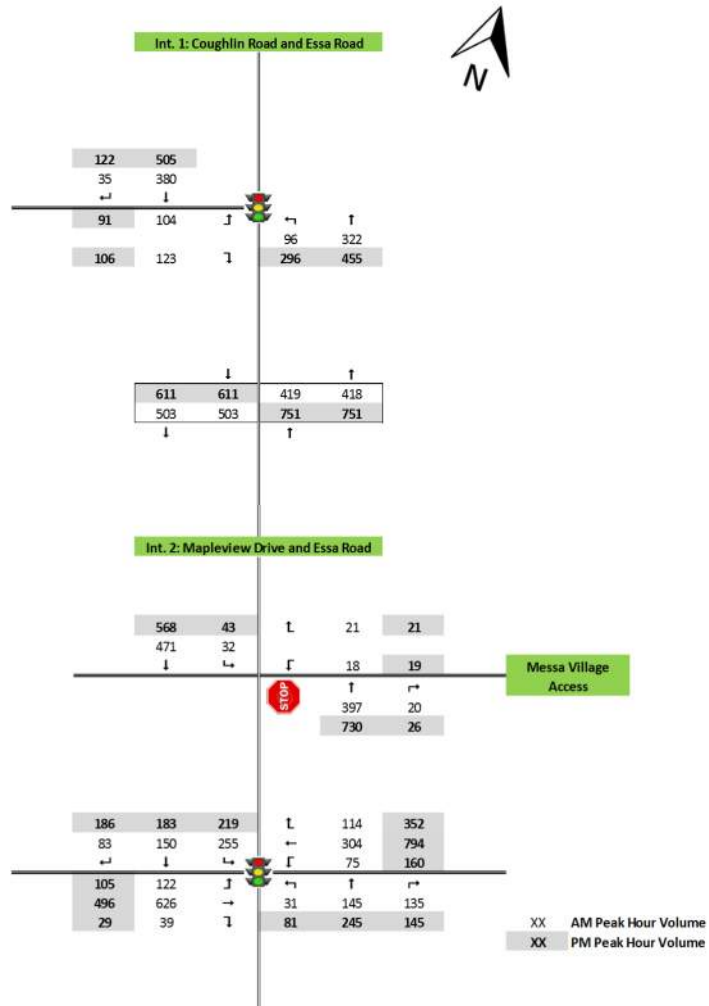 Int. 1: Coughlin Road and Essa Road
N
122 505
35 380
91 104
96 322
106 123 296 455
611 611 419 418
503 503 751 751
Int. 2: Mapleview Drive and Essa Road
568 43 21 21
471 32
18 19
Messa Village
Access
STOP
397 20
730 26
186 183 219 114 352
83 150 255 304 794
75 160
105 122
496 626 31 145 135
29 39 81 245 145
XX AM Peak Hour Volume
XX PM Peak Hour Volume